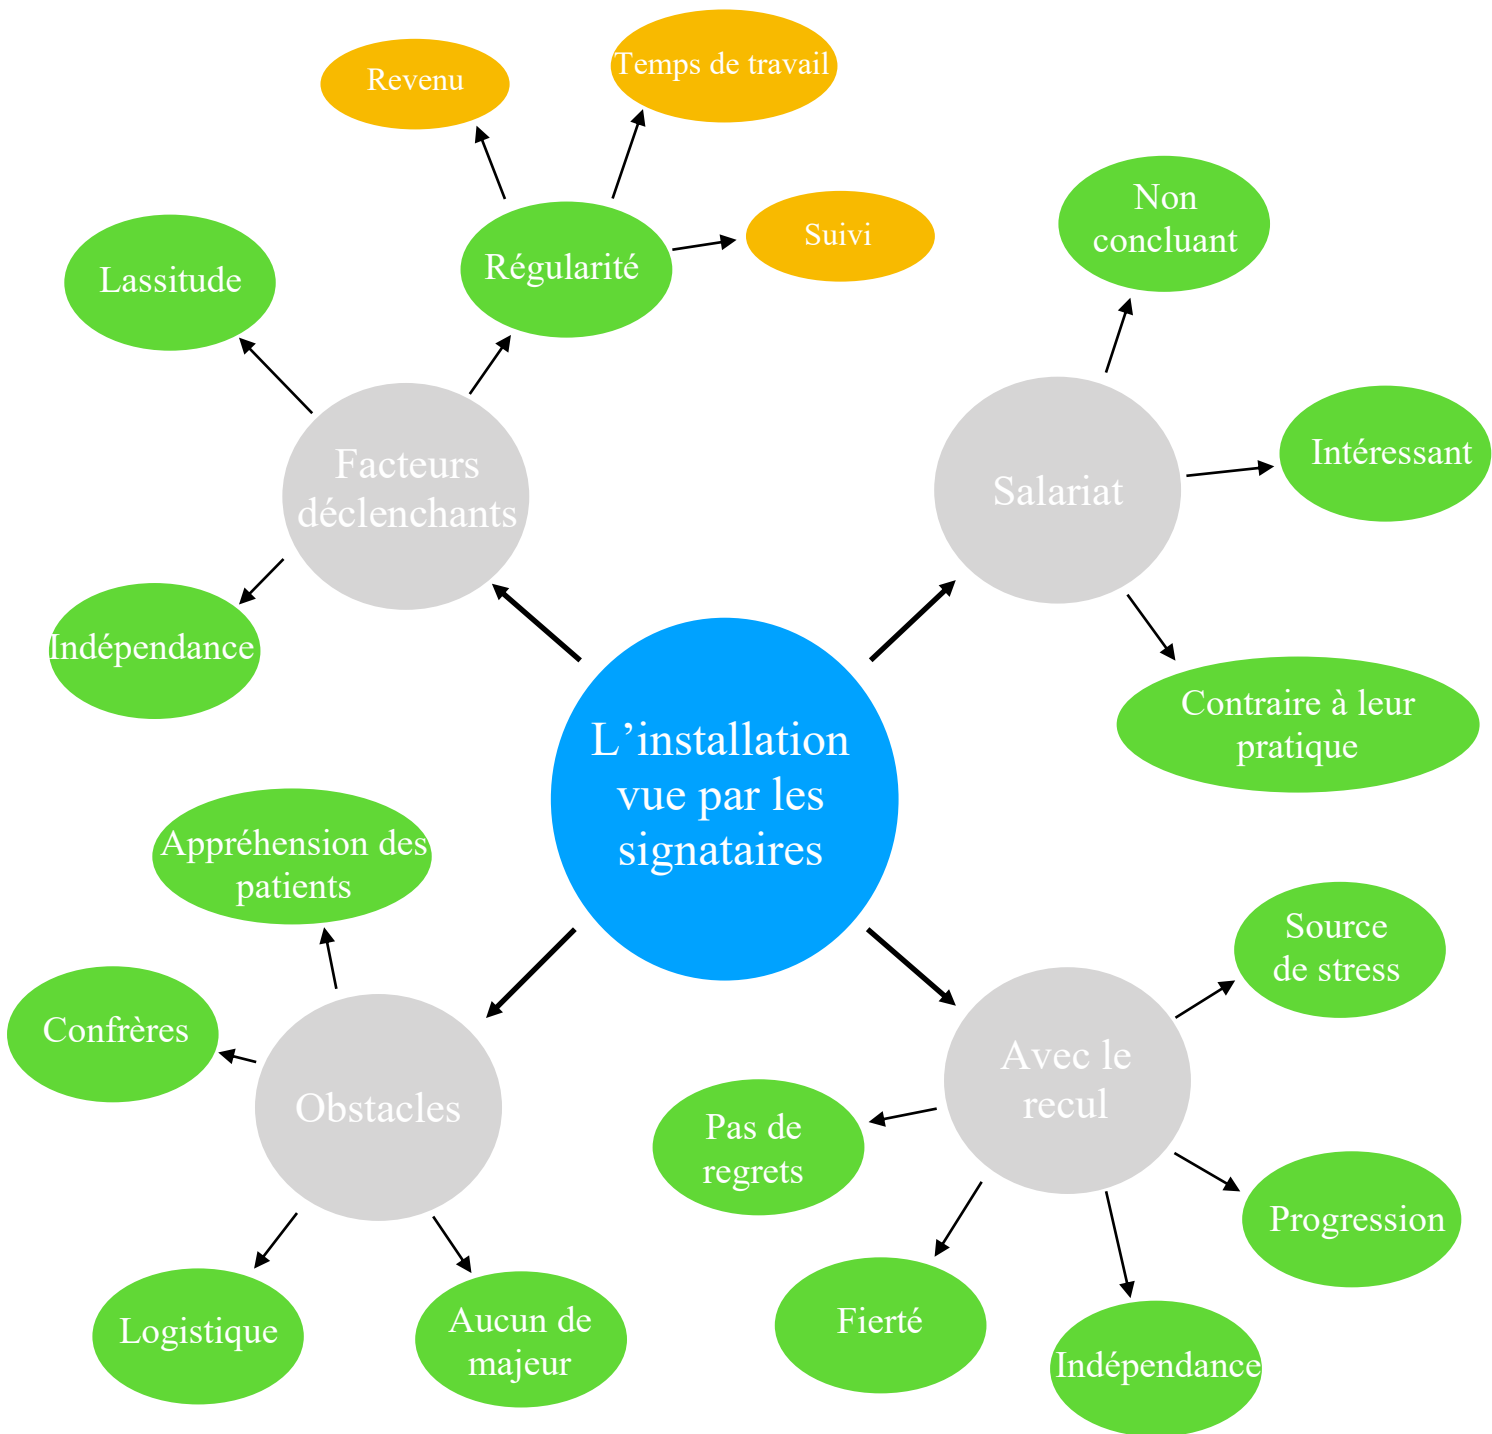 Revenu
Temps de travail
Suivi
Régularité
Lassitude
Facteurs
déclenchants
Indépendance
Non
concluant
Intéressant
Salariat
Contraire à leur
pratique
L’installation
vue par les
signataires
Appréhension des
patients
Confrères
Obstacles
Logistique
Aucun de
majeur
Source
de stress
Avec le
recul
Pas de
regrets
Progression
Fierté
Indépendance